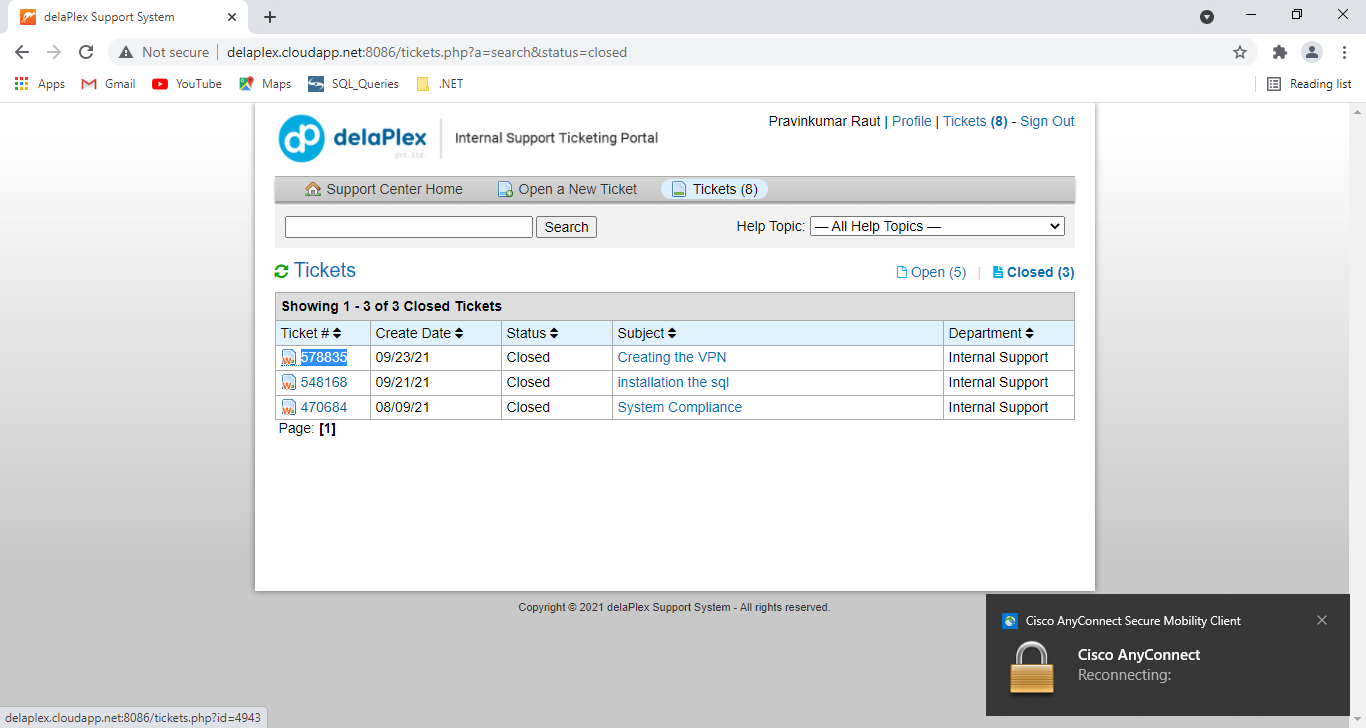 delaPlex Support System
Not secure delaplex.cloudapp.net:8086/tickets.php?a=search&status=closed
Apps Gmail YouTube Maps SQL_Queries .NET Reading list
dp delaPlex pvt.ltd. Internal Support Ticketing Portal
Pravinkumar Raut | Profile | Tickets (8) - Sign Out
Support Center Home Open a New Ticket Tickets (8)
Search Help Topic: — All Help Topics —
Tickets Open (5) | Closed (3)
Showing 1 - 3 of 3 Closed Tickets
Ticket # Create Date Status Subject Department
578835 09/23/21 Closed Creating the VPN Internal Support
548168 09/21/21 Closed installation the sql Internal Support
470684 08/09/21 Closed System Compliance Internal Support
Page: [1]
Copyright © 2021 delaPlex Support System - All rights reserved.
Cisco AnyConnect Secure Mobility Client
Cisco AnyConnect
Reconnecting:
delaplex.cloudapp.net:8086/tickets.php?id=4943